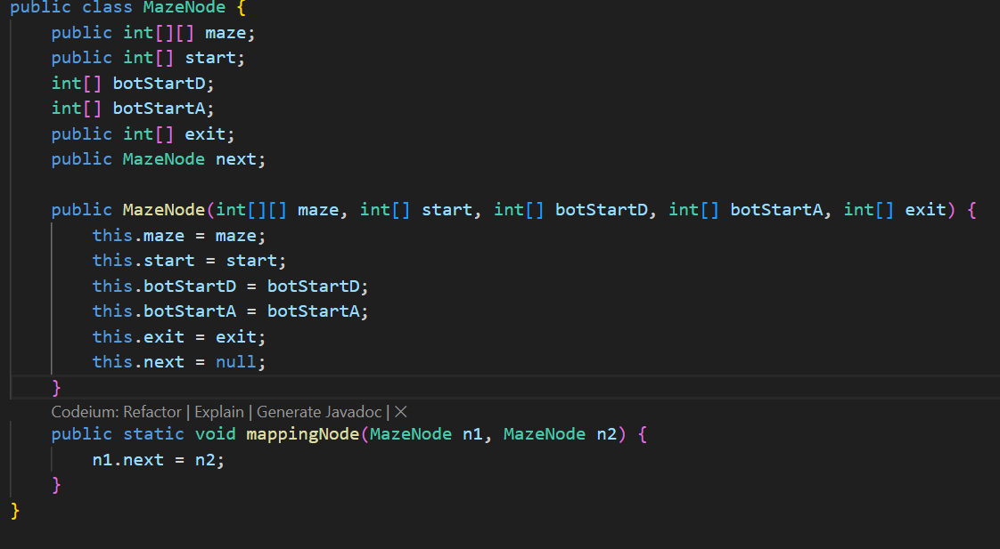 public class MazeNode {
public int[][] maze;
public int[] start;
int[] botStartD;
int[] botStartA;
public int[] exit;
public MazeNode next;
public MazeNode(int[][] maze, int[] start, int[] botStartD, int[] botStartA, int[] exit) {
this.maze = maze;
this.start = start;
this.botStartD = botStartD;
this.botStartA = botStartA;
this.exit = exit;
this.next = null;
}
Codeium: Refactor | Explain | Generate Javadoc | ✕
public static void mappingNode(MazeNode n1, MazeNode n2) {
n1.next = n2;
}
}